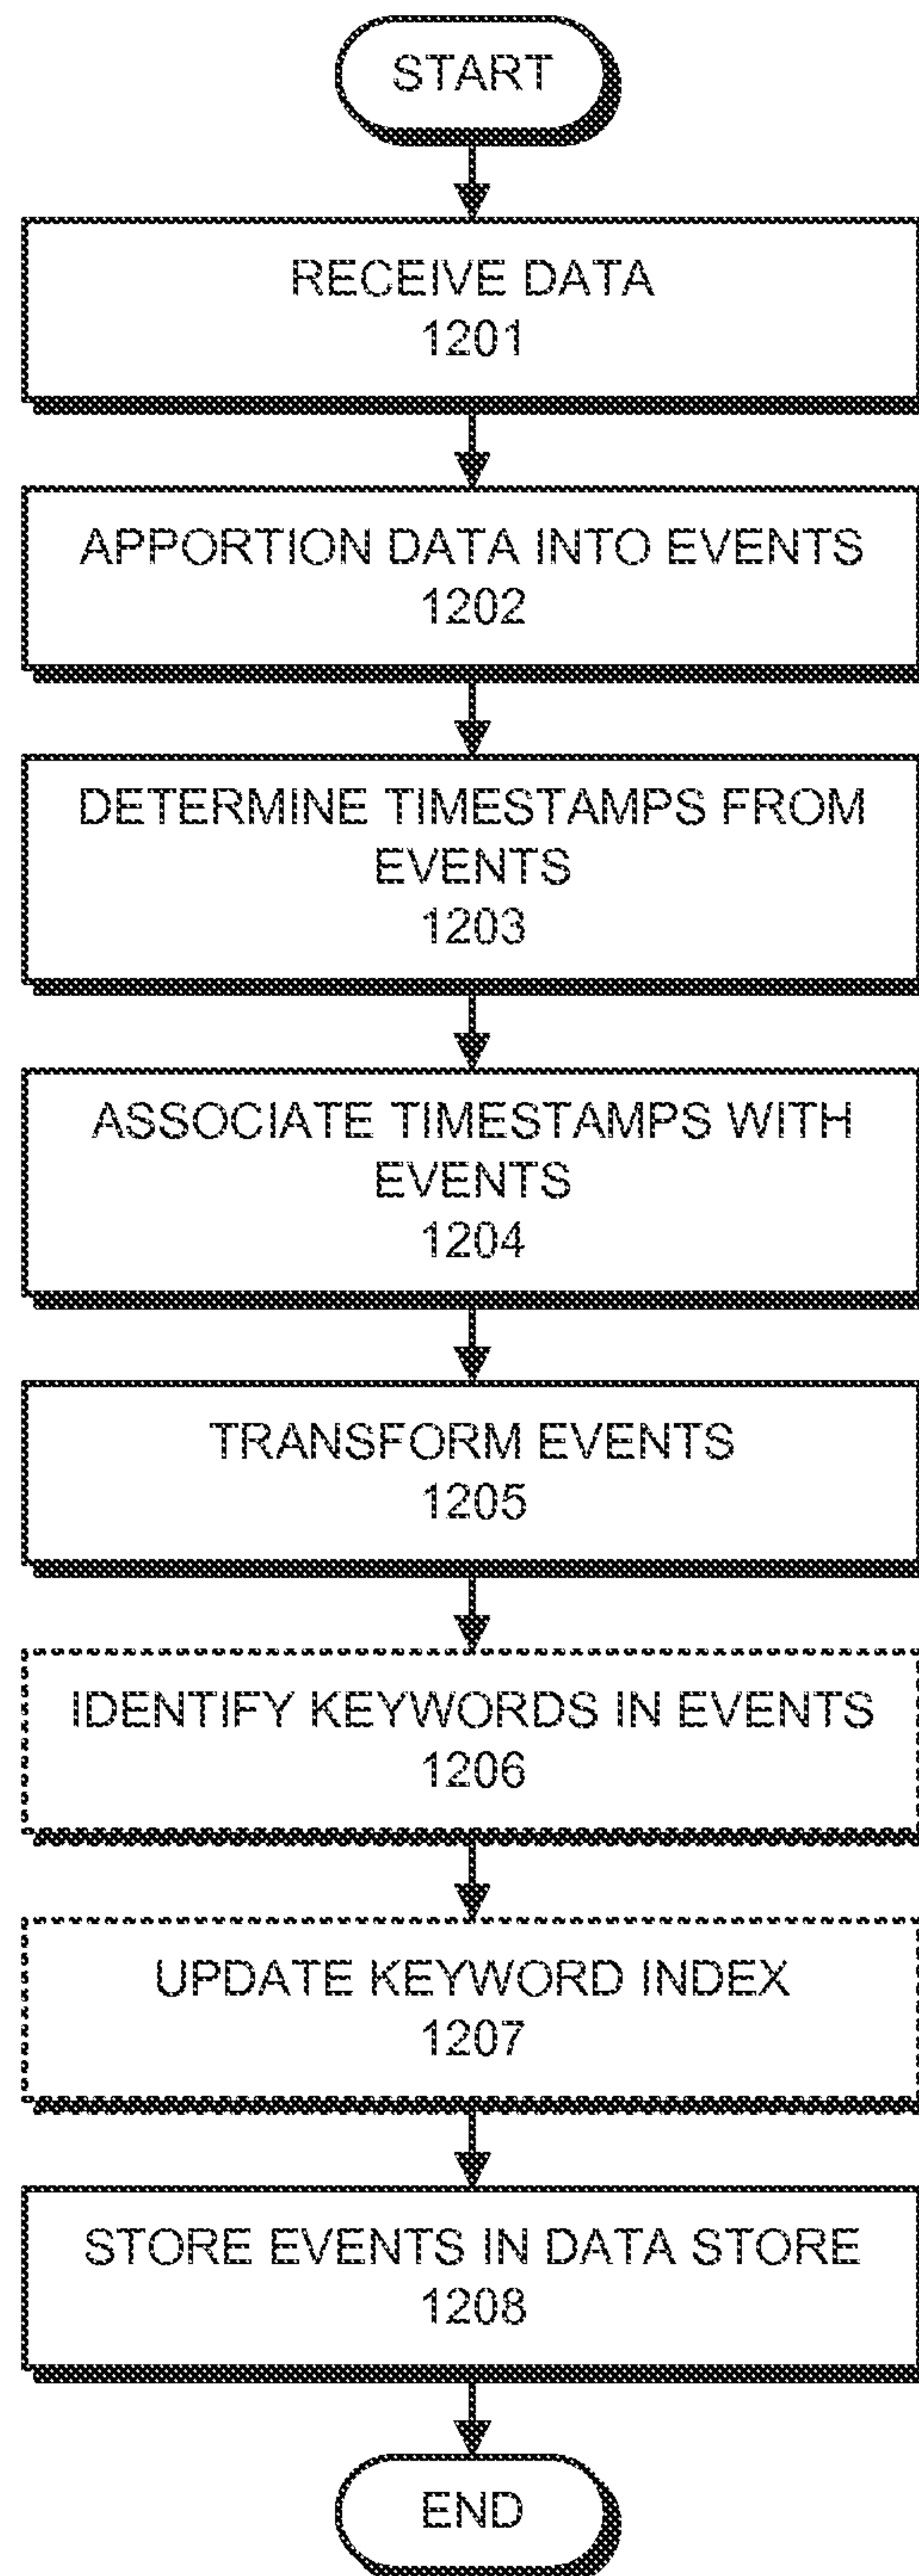 START
RECEIVE DATA
1201
APPORTION DATA INTO EVENTS
1202
DETERMINE TIMESTAMPS FROM
EVENTS
1203
ASSOCIATE TIMESTAMPS WITH
EVENTS
1204
TRANSFORM EVENTS
1205
IDENTIFY KEYWORDS IN EVENTS
1206
UPDATE KEYWORD INDEX
1207
STORE EVENTS IN DATA STORE
1208
END